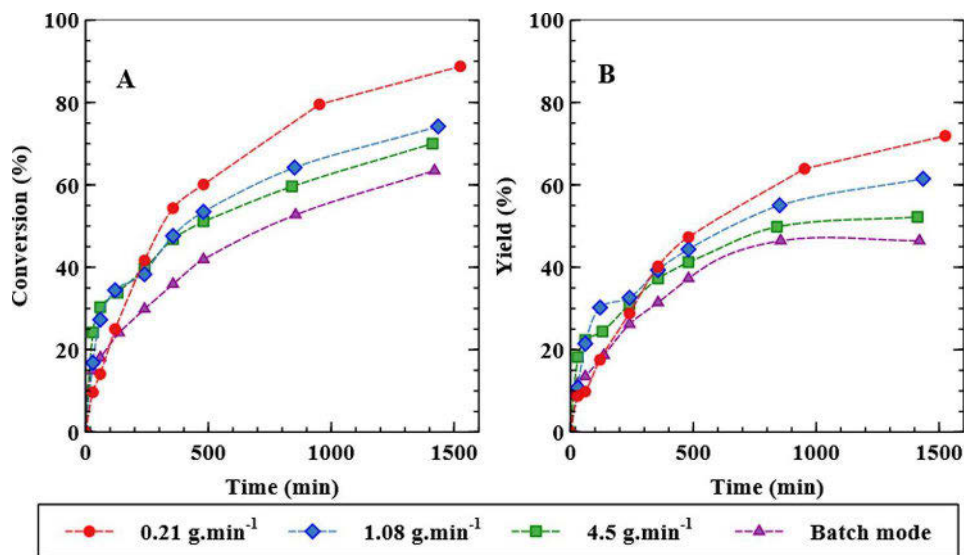 100
80
60
40
20
0
Conversion (%)
A
0
500
1000
1500
Time (min)
100
80
60
40
20
0
Yield (%)
B
0
500
1000
1500
Time (min)
0.21 g.min⁻¹
1.08 g.min⁻¹
4.5 g.min⁻¹
Batch mode